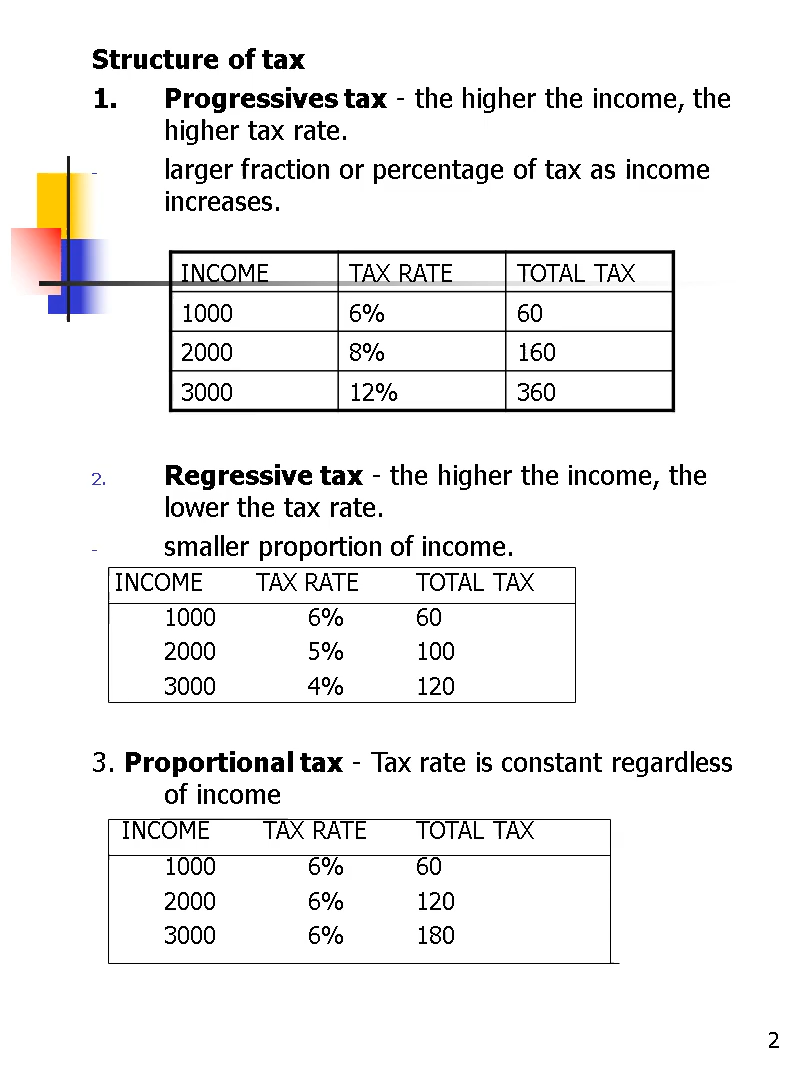 Structure of tax
1. Progressives tax - the higher the income, the
higher tax rate.
- larger fraction or percentage of tax as income
increases.
INCOME TAX RATE TOTAL TAX
1000 6% 60
2000 8% 160
3000 12% 360
2. Regressive tax - the higher the income, the
lower the tax rate.
- smaller proportion of income.
INCOME TAX RATE TOTAL TAX
1000 6% 60
2000 5% 100
3000 4% 120
3. Proportional tax - Tax rate is constant regardless
of income
INCOME TAX RATE TOTAL TAX
1000 6% 60
2000 6% 120
3000 6% 180
2